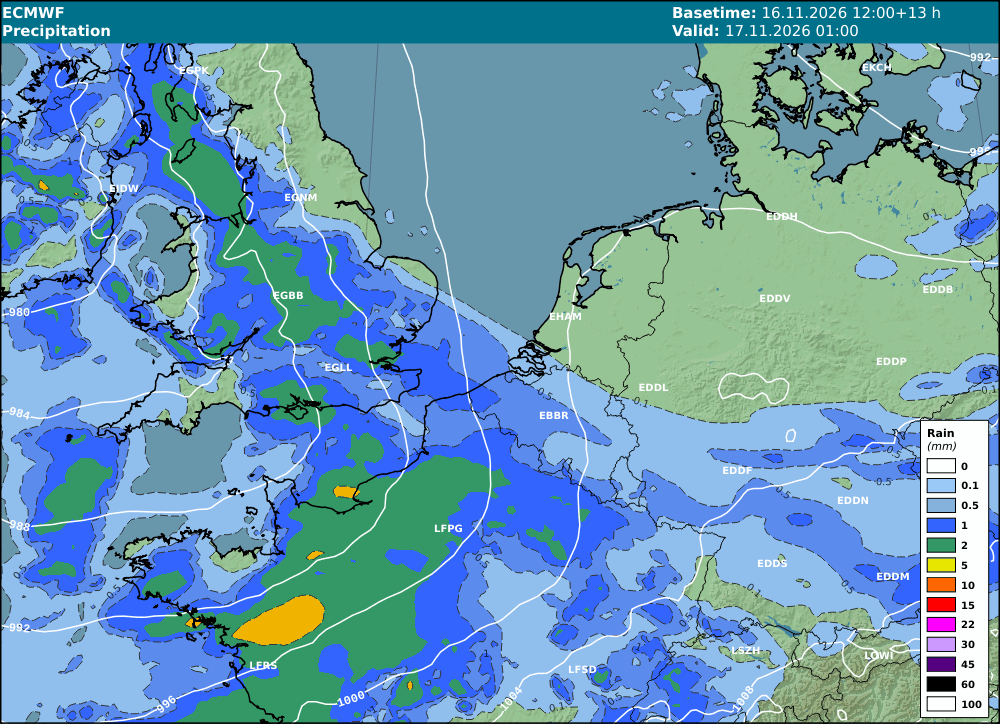 ECMWF
Precipitation
Basetime: 16.11.2026 12:00+13 h
Valid: 17.11.2026 01:00
992
EGPK
EKCH
EIDW
EGNM
EDDH
980
EGBB
EHAM
EDDV
EDDB
EGLL
EDDL
EDDP
984
EBBR
988
LFPG
EDDF
EDDN
EDDS
EDDM
992
LFRS
LFSD
LSZH
LOWI
996
1000
1004
1008
Rain
(mm)
0
0.1
0.5
1
2
5
10
15
22
30
45
60
100